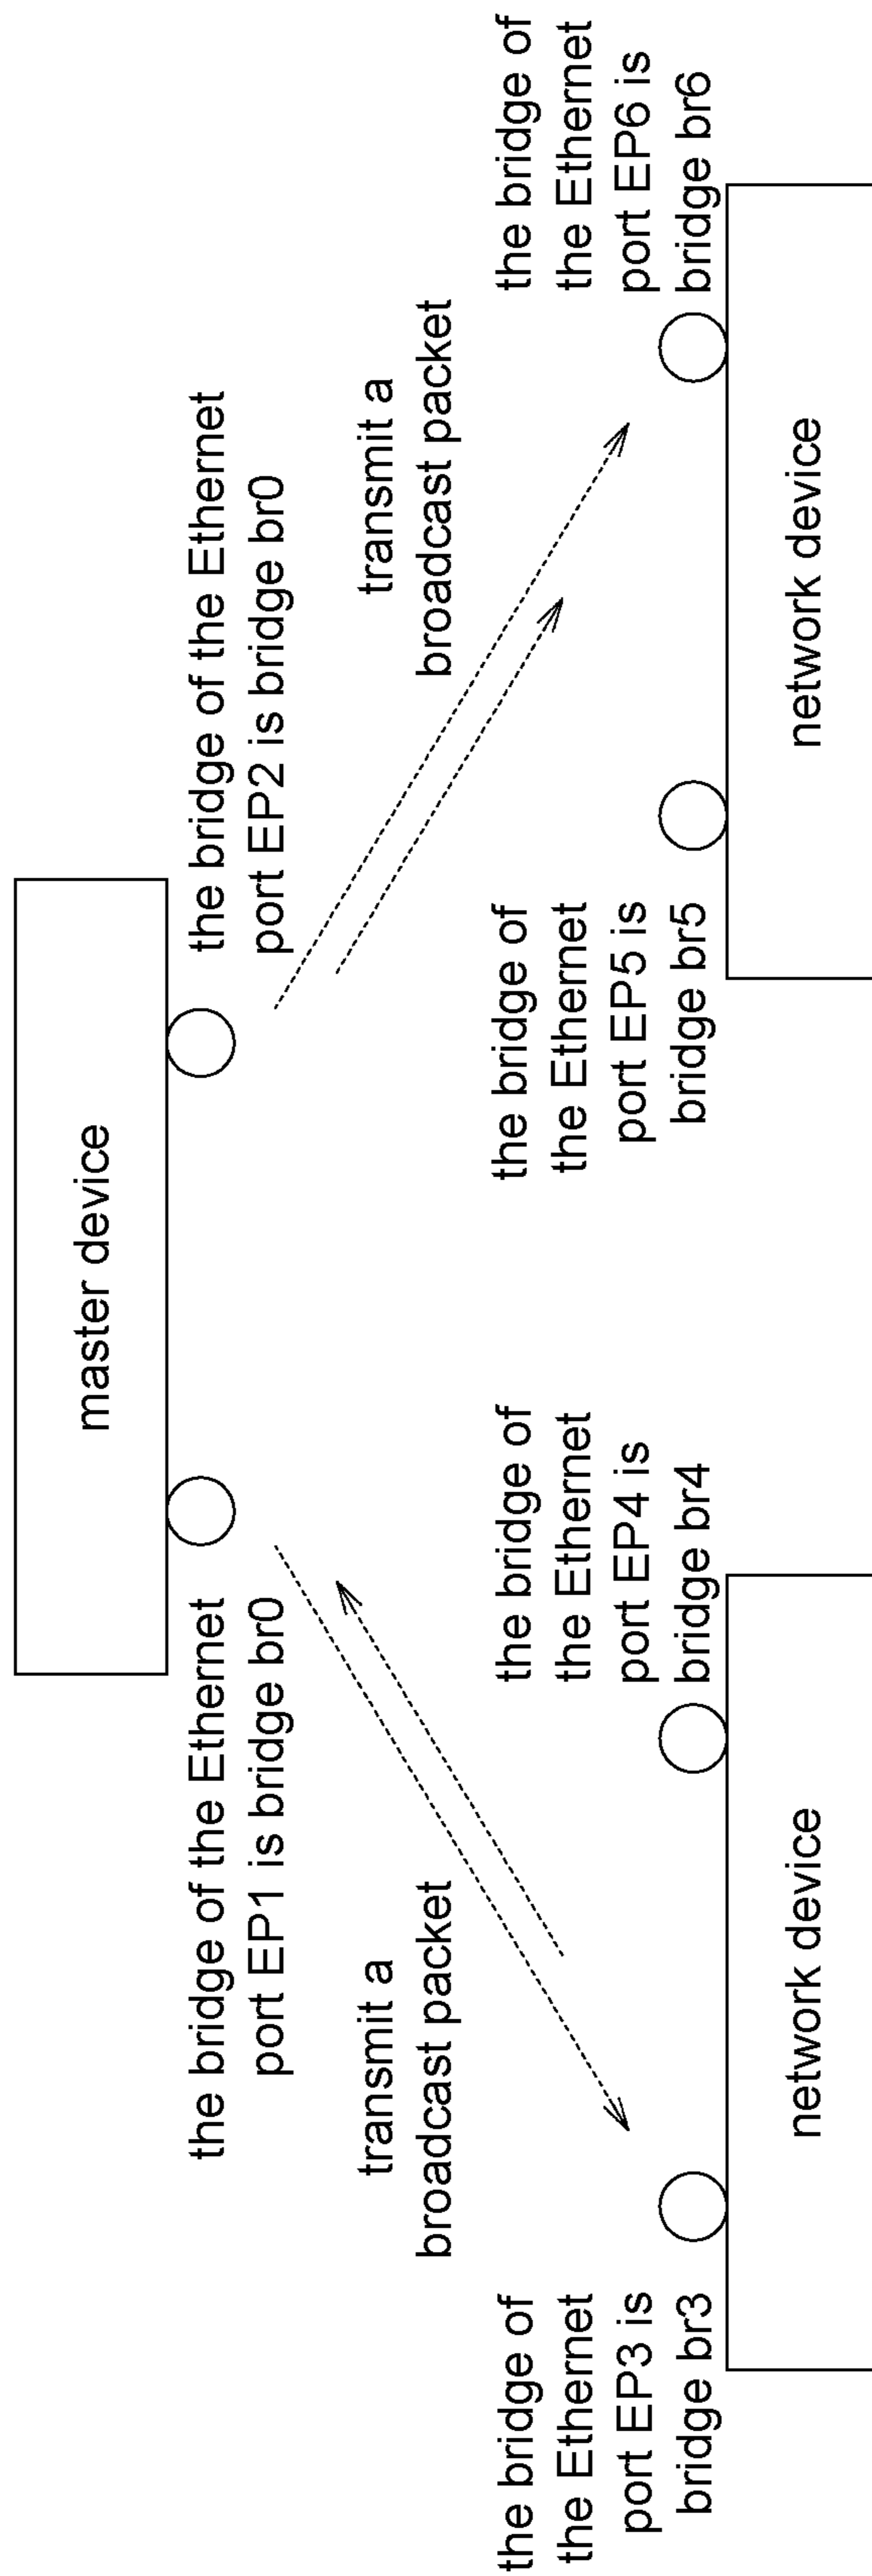 master device
the bridge of the Ethernet
port EP1 is bridge br0
the bridge of the Ethernet
port EP2 is bridge br0
transmit a
broadcast packet
transmit a
broadcast packet
the bridge of
the Ethernet
port EP3 is
bridge br3
the bridge of
the Ethernet
port EP4 is
bridge br4
the bridge of
the Ethernet
port EP5 is
bridge br5
the bridge of
the Ethernet
port EP6 is
bridge br6
network device
network device